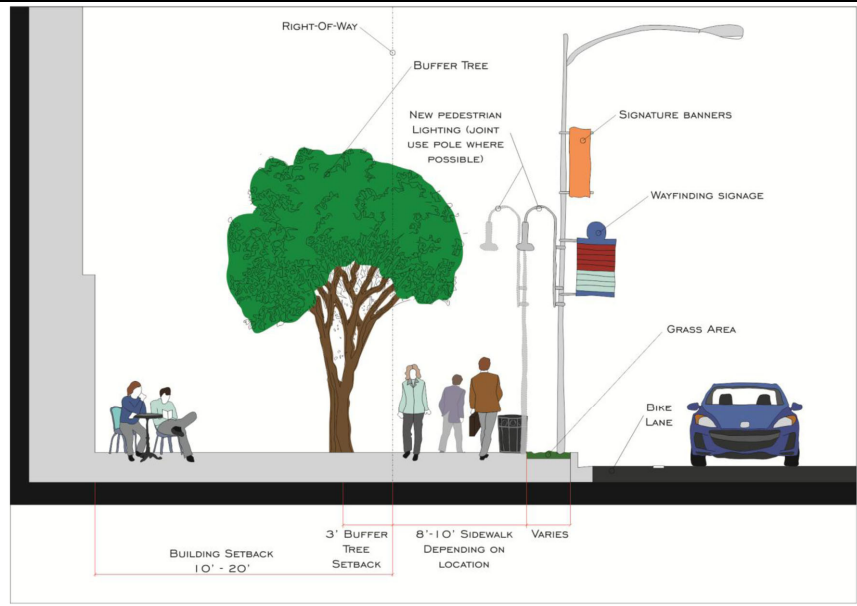 RIGHT-OF-WAY
BUFFER TREE
NEW PEDESTRIAN
LIGHTING (JOINT
USE POLE WHERE
POSSIBLE)
SIGNATURE BANNERS
WAYFINDING SIGNAGE
GRASS AREA
BIKE
LANE
3' BUFFER
TREE
SETBACK
8'-10' SIDEWALK
DEPENDING ON
LOCATION
VARIES
BUILDING SETBACK
10' - 20'